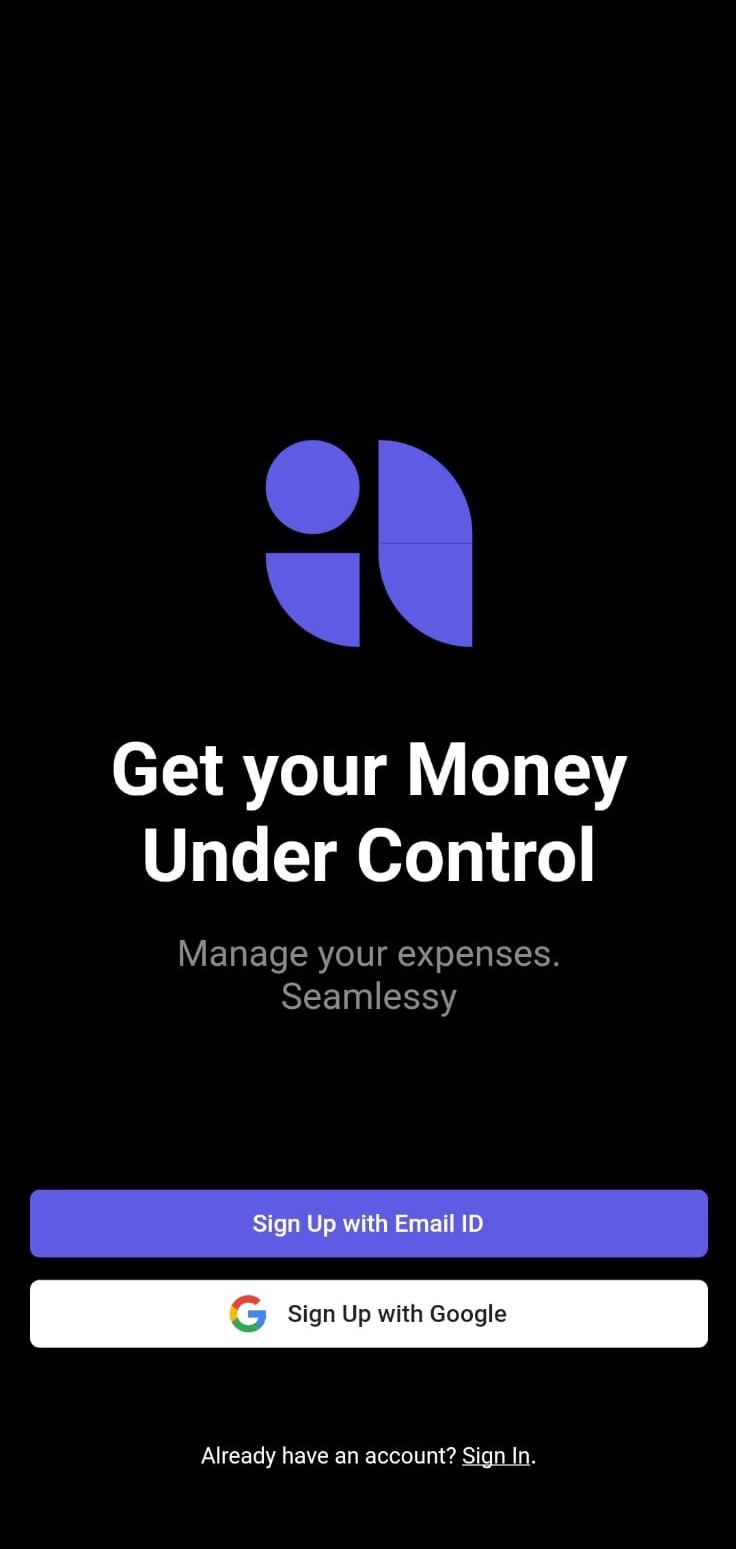 Get your Money
Under Control
Manage your expenses.
Seamlessy
Sign Up with Email ID
Sign Up with Google
Already have an account? Sign In.